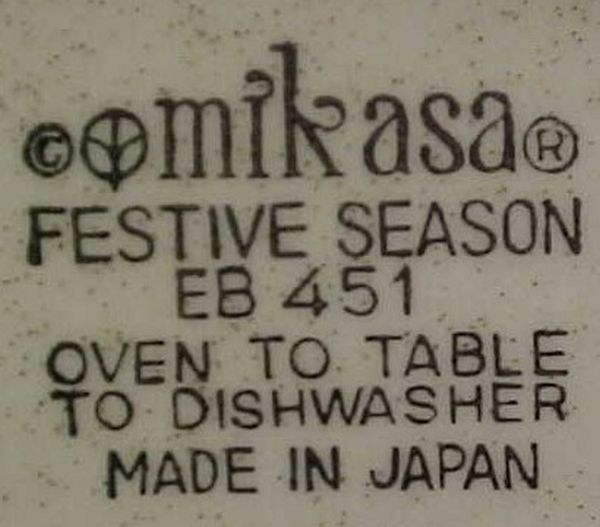 ©mikasa®
FESTIVE SEASON
EB 451
OVEN TO TABLE
TO DISHWASHER
MADE IN JAPAN